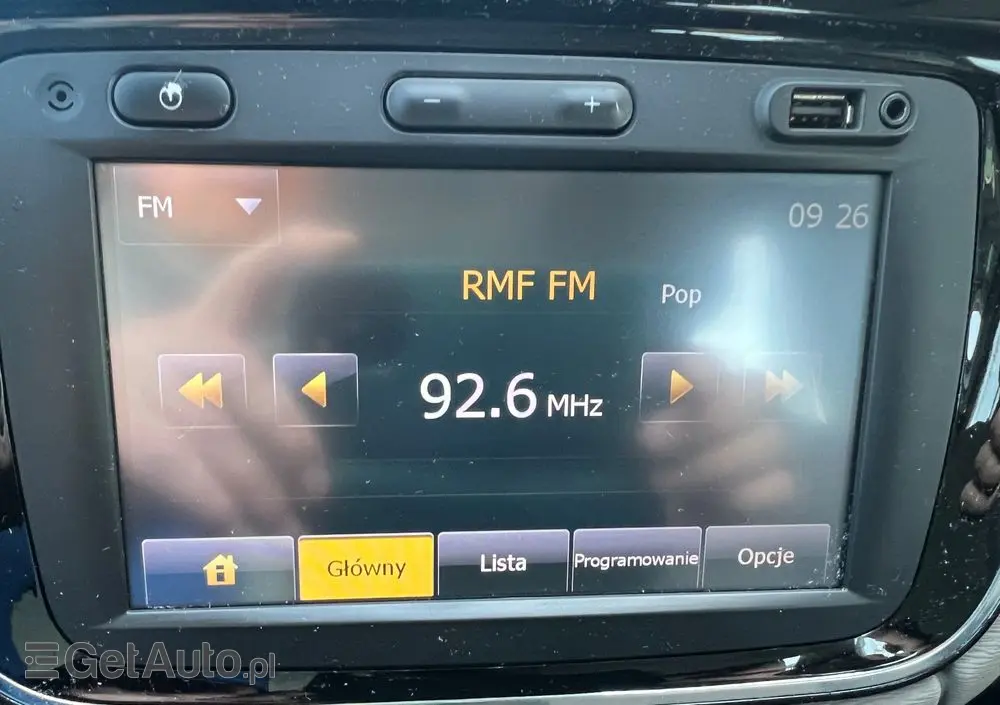 - +
FM
09 26
RMF FM
Pop
92.6 MHz
Główny Lista Programowanie Opcje
GetAuto.pl